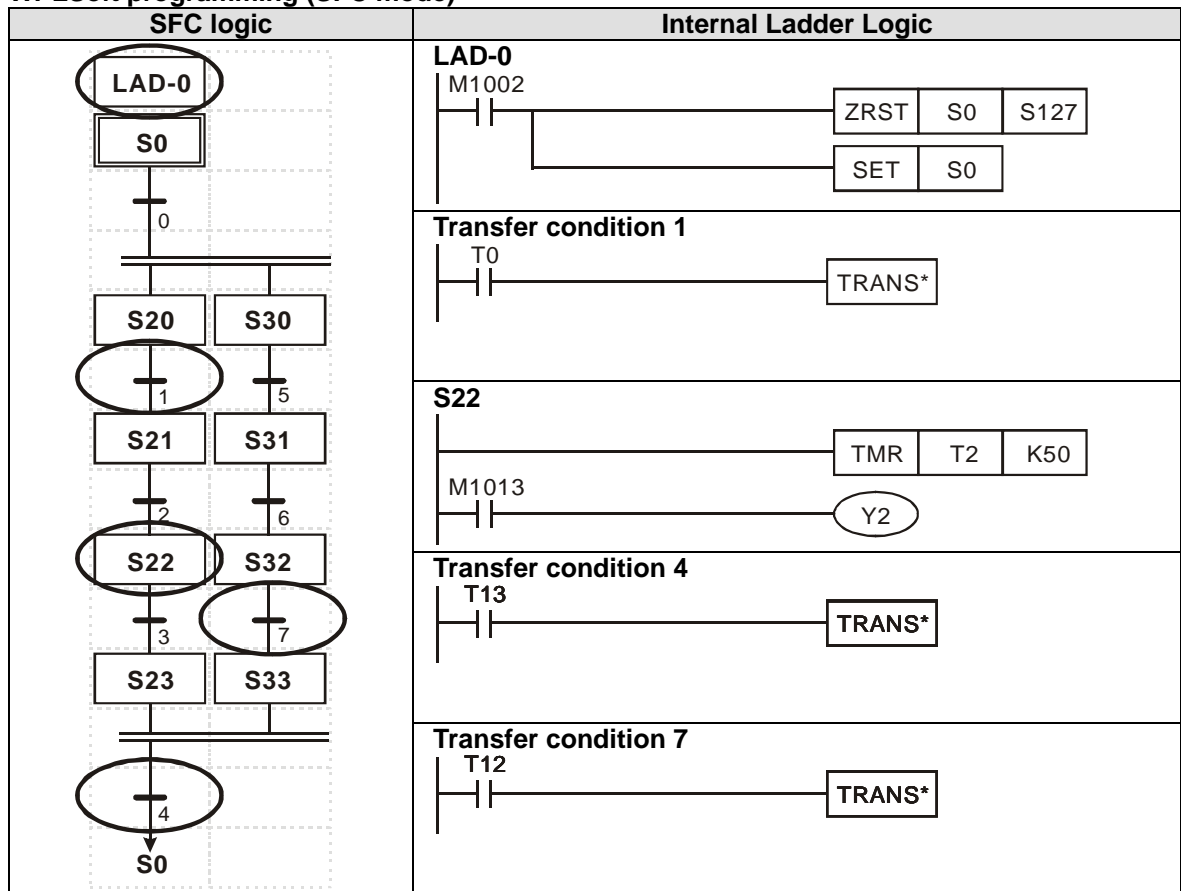 SFC logic
Internal Ladder Logic
LAD-0
S0
0
S20 S30
1 5
S21 S31
2 6
S22 S32
3 7
S23 S33
4
S0
LAD-0
M1002
ZRST S0 S127
SET S0
Transfer condition 1
T0
TRANS*
S22
TMR T2 K50
M1013
Y2
Transfer condition 4
T13
TRANS*
Transfer condition 7
T12
TRANS*